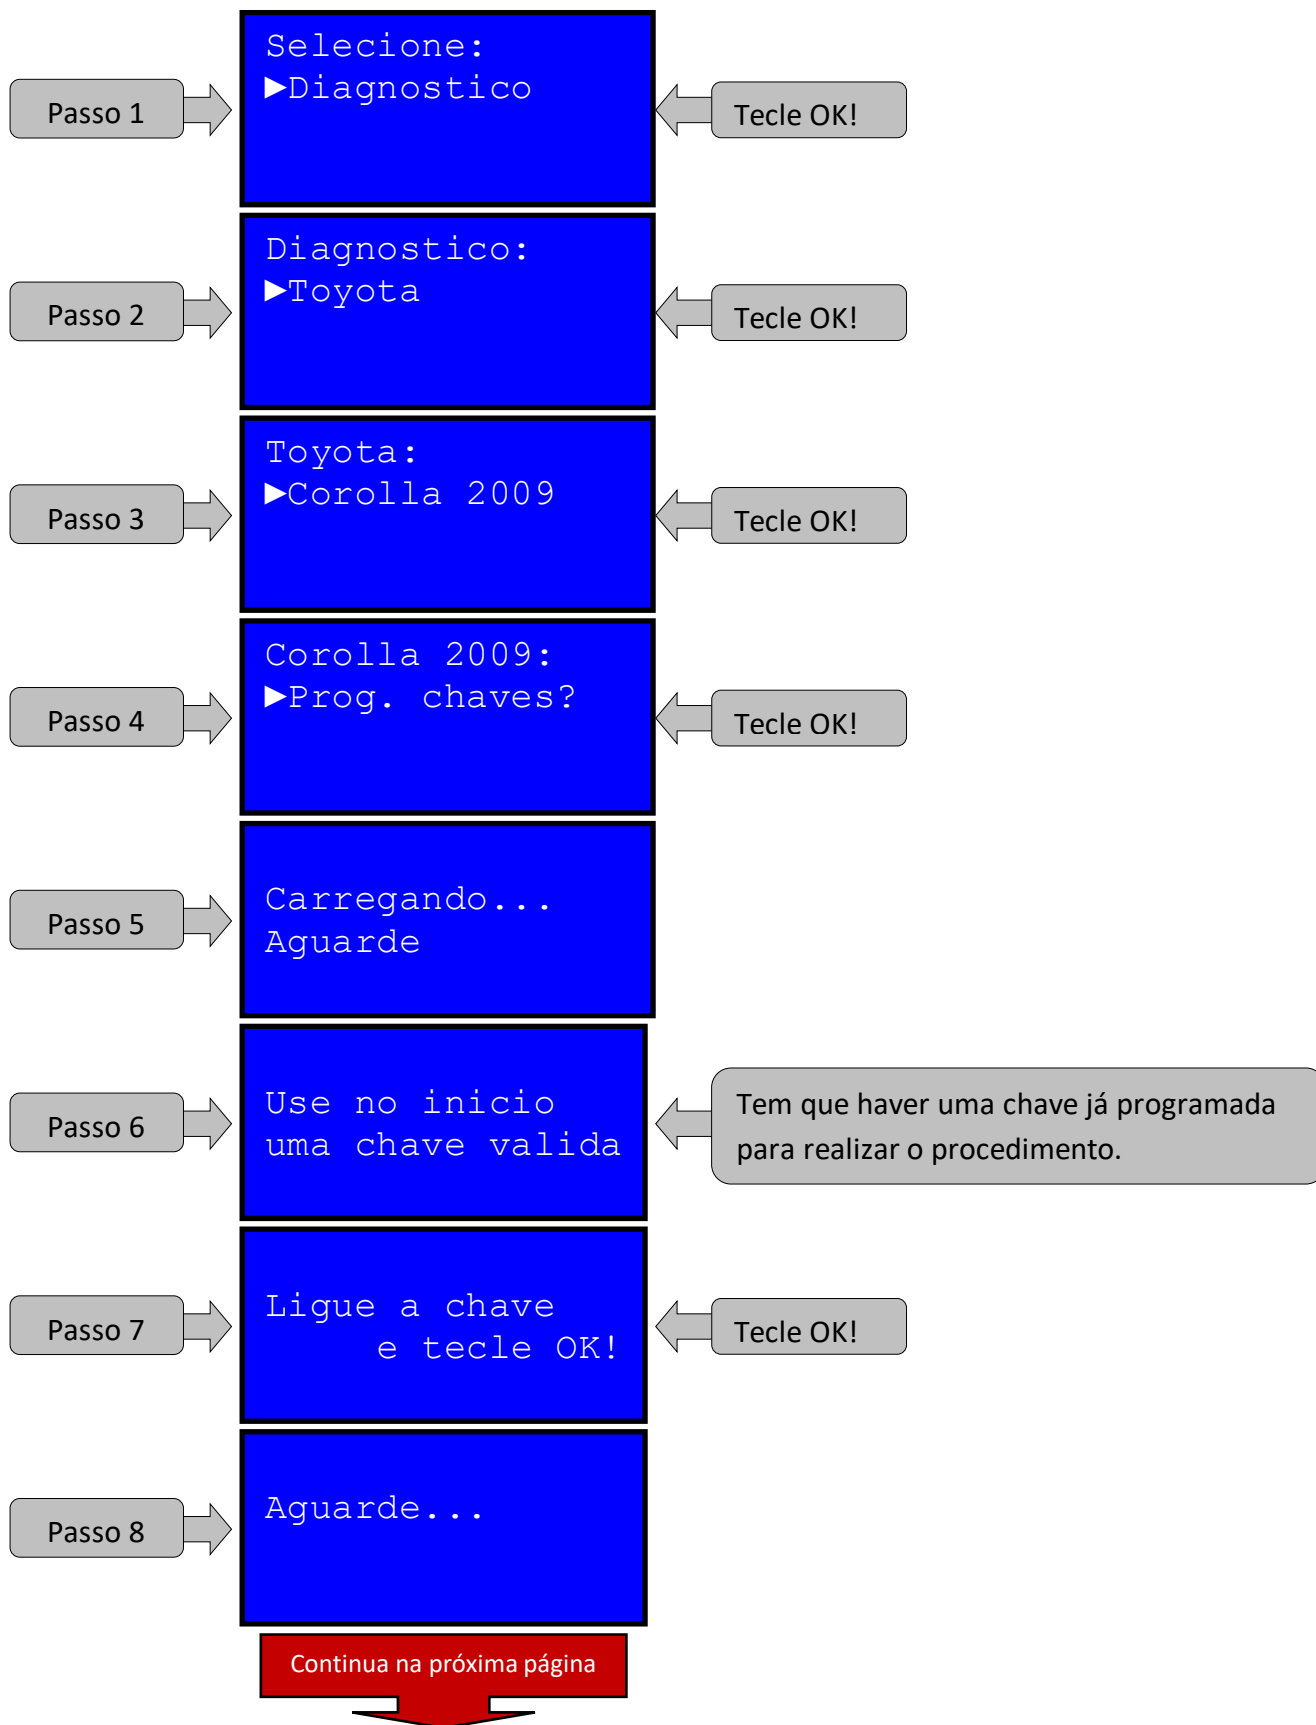 Selecione:
►Diagnostico
Passo 1
Tecle OK!
Diagnostico:
►Toyota
Passo 2
Tecle OK!
Toyota:
►Corolla 2009
Passo 3
Tecle OK!
Corolla 2009:
►Prog. chaves?
Passo 4
Tecle OK!
Carregando...
Aguarde
Passo 5
Use no inicio
uma chave valida
Passo 6
Tem que haver uma chave já programada
para realizar o procedimento.
Ligue a chave
e tecle OK!
Passo 7
Tecle OK!
Aguarde...
Passo 8
Continua na próxima página